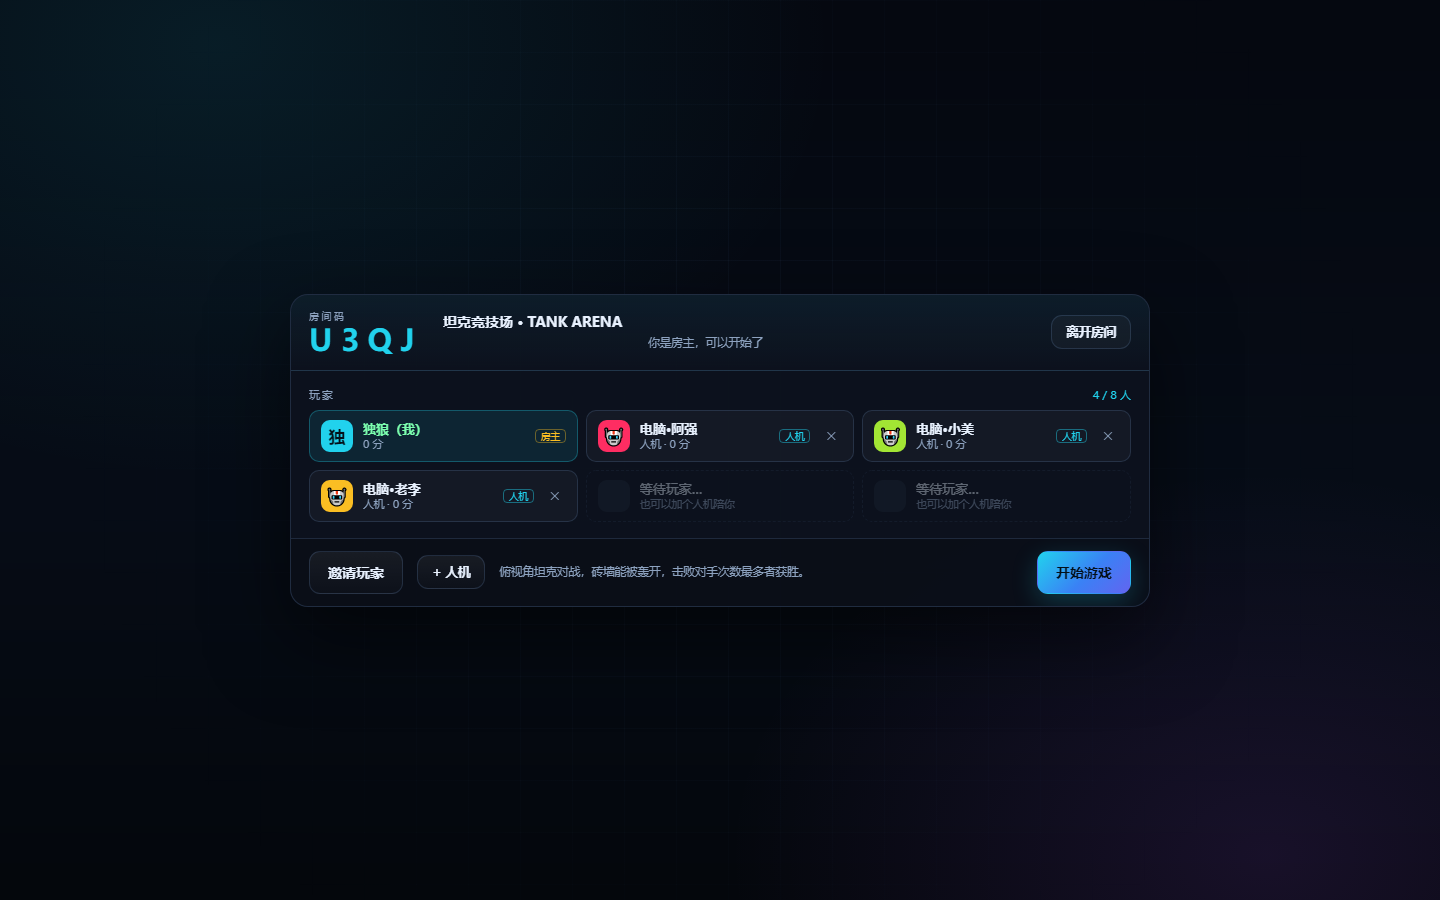 房间码
U3QJ
坦克竞技场 • TANK ARENA
你是房主，可以开始了
离开房间
玩家
4 / 8 人
独
独狼（我）
0 分
房主
电脑•阿强
人机 · 0 分
人机
×
电脑•小美
人机 · 0 分
人机
×
电脑•老李
人机 · 0 分
人机
×
等待玩家...
也可以加个人机陪你
等待玩家...
也可以加个人机陪你
邀请玩家
+ 人机
俯视角坦克对战，砖墙能被轰开，击败对手次数最多者获胜。
开始游戏